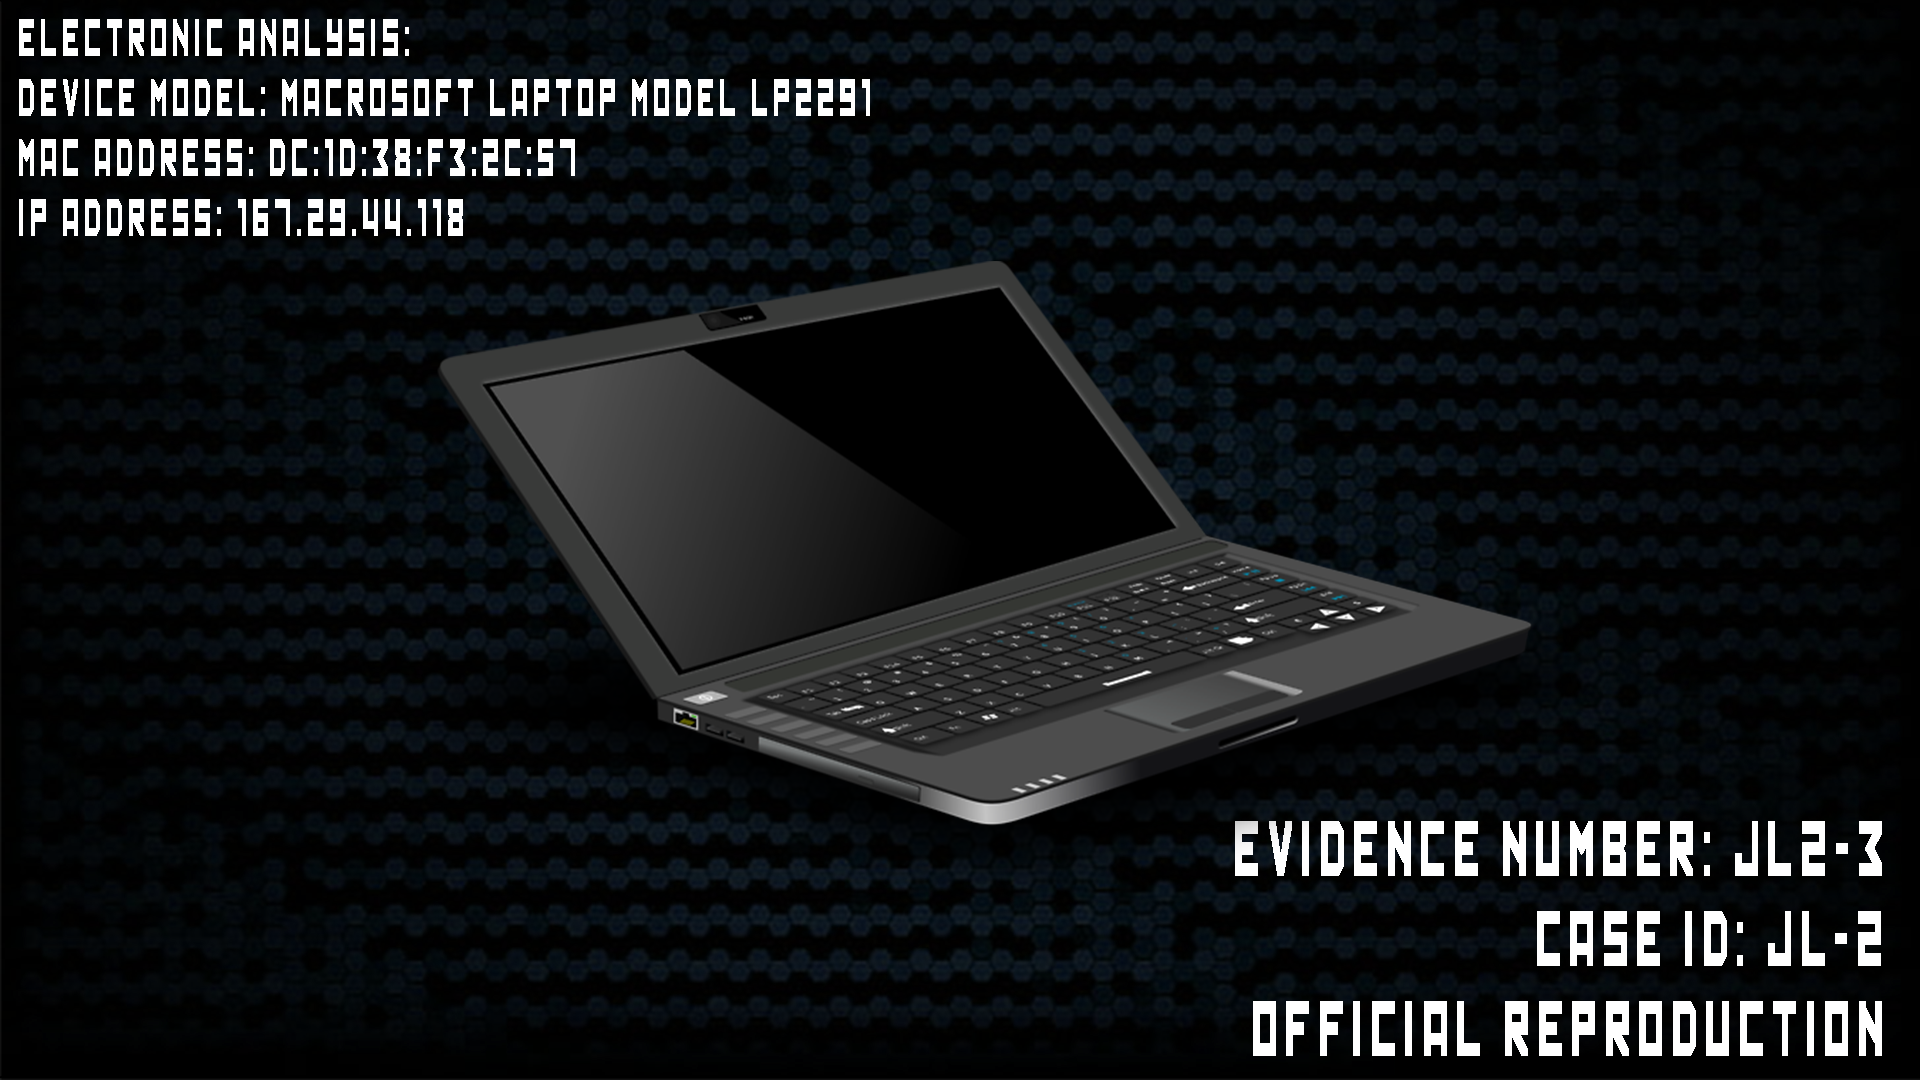 ELECTRONIC ANALYSIS:
DEVICE MODEL: MACROSOFT LAPTOP MODEL LP2291
MAC ADDRESS: DC:1D:38:F3:2C:57
IP ADDRESS: 167.29.44.118
EVIDENCE NUMBER: JL2-3
CASE ID: JL-2
OFFICIAL REPRODUCTION